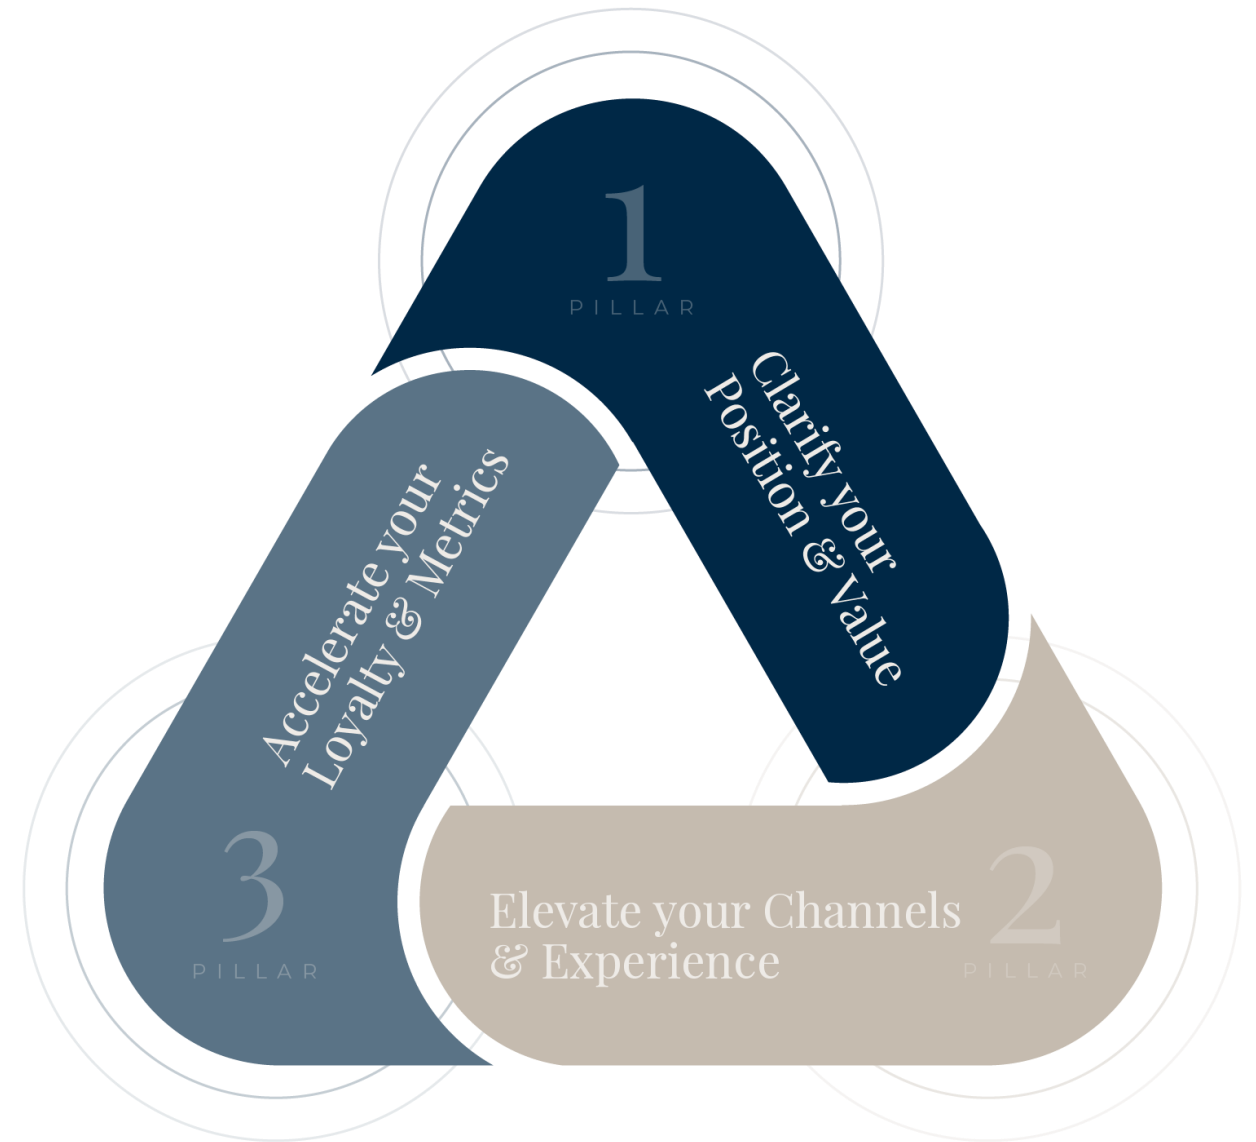 1
PILLAR
Clarify your
Position & Value
2
PILLAR
Elevate your Channels
& Experience
3
PILLAR
Accelerate your
Loyalty & Metrics